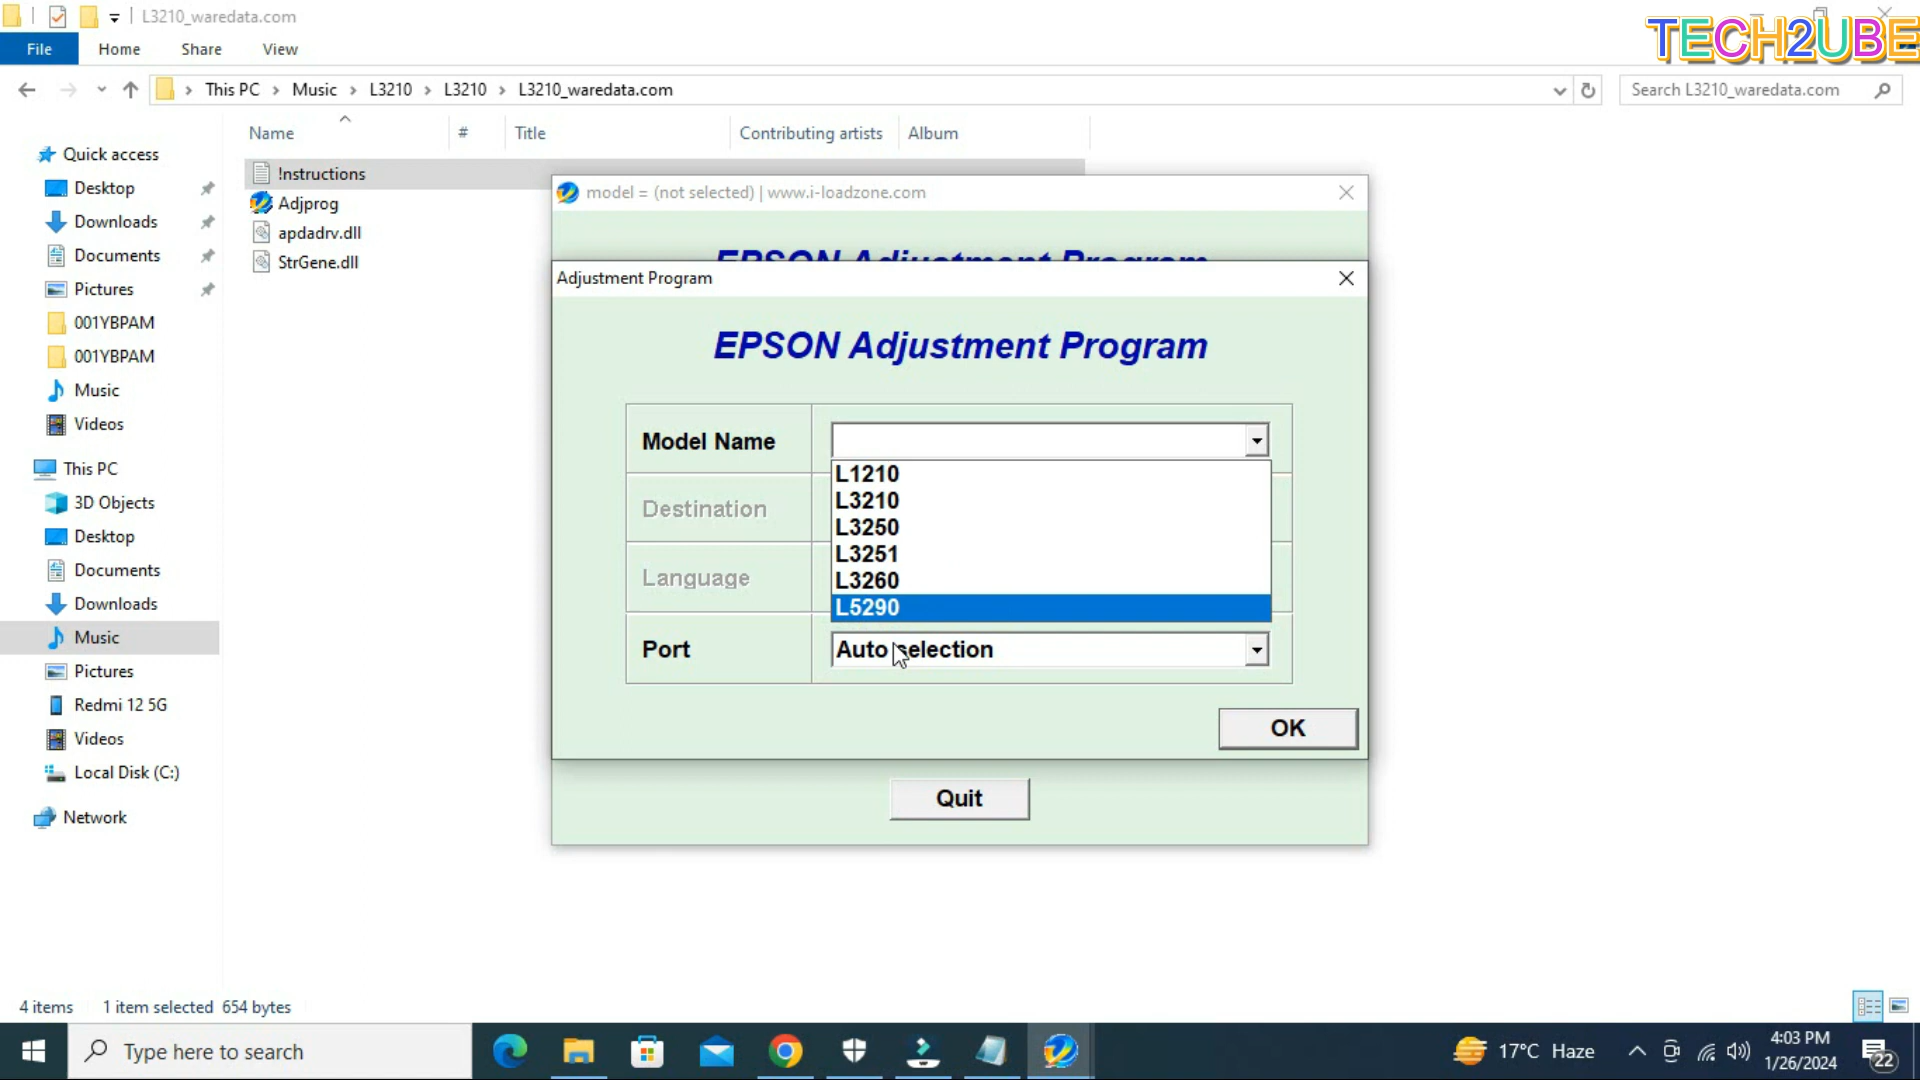 L3210_waredata.com
TECH2UBE
File Home Share View
This PC Music L3210 L3210 L3210_waredata.com
Search L3210_waredata.com
Name # Title Contributing artists Album
Quick access
Desktop
Downloads
Documents
Pictures
001YBPAM
001YBPAM
Music
Videos
This PC
3D Objects
Desktop
Documents
Downloads
Music
Pictures
Redmi 12 5G
Videos
Local Disk (C:)
Network
!nstructions
Adjprog
apdadrv.dll
StrGene.dll
model = (not selected) | www.i-loadzone.com
EPSON Adjustment Program
Adjustment Program
EPSON Adjustment Program
Model Name
L1210
L3210
L3250
L3251
L3260
L5290
Destination
Language
Port Auto selection
OK
Quit
4 items 1 item selected 654 bytes
Type here to search
17°C Haze
4:03 PM
1/26/2024
22